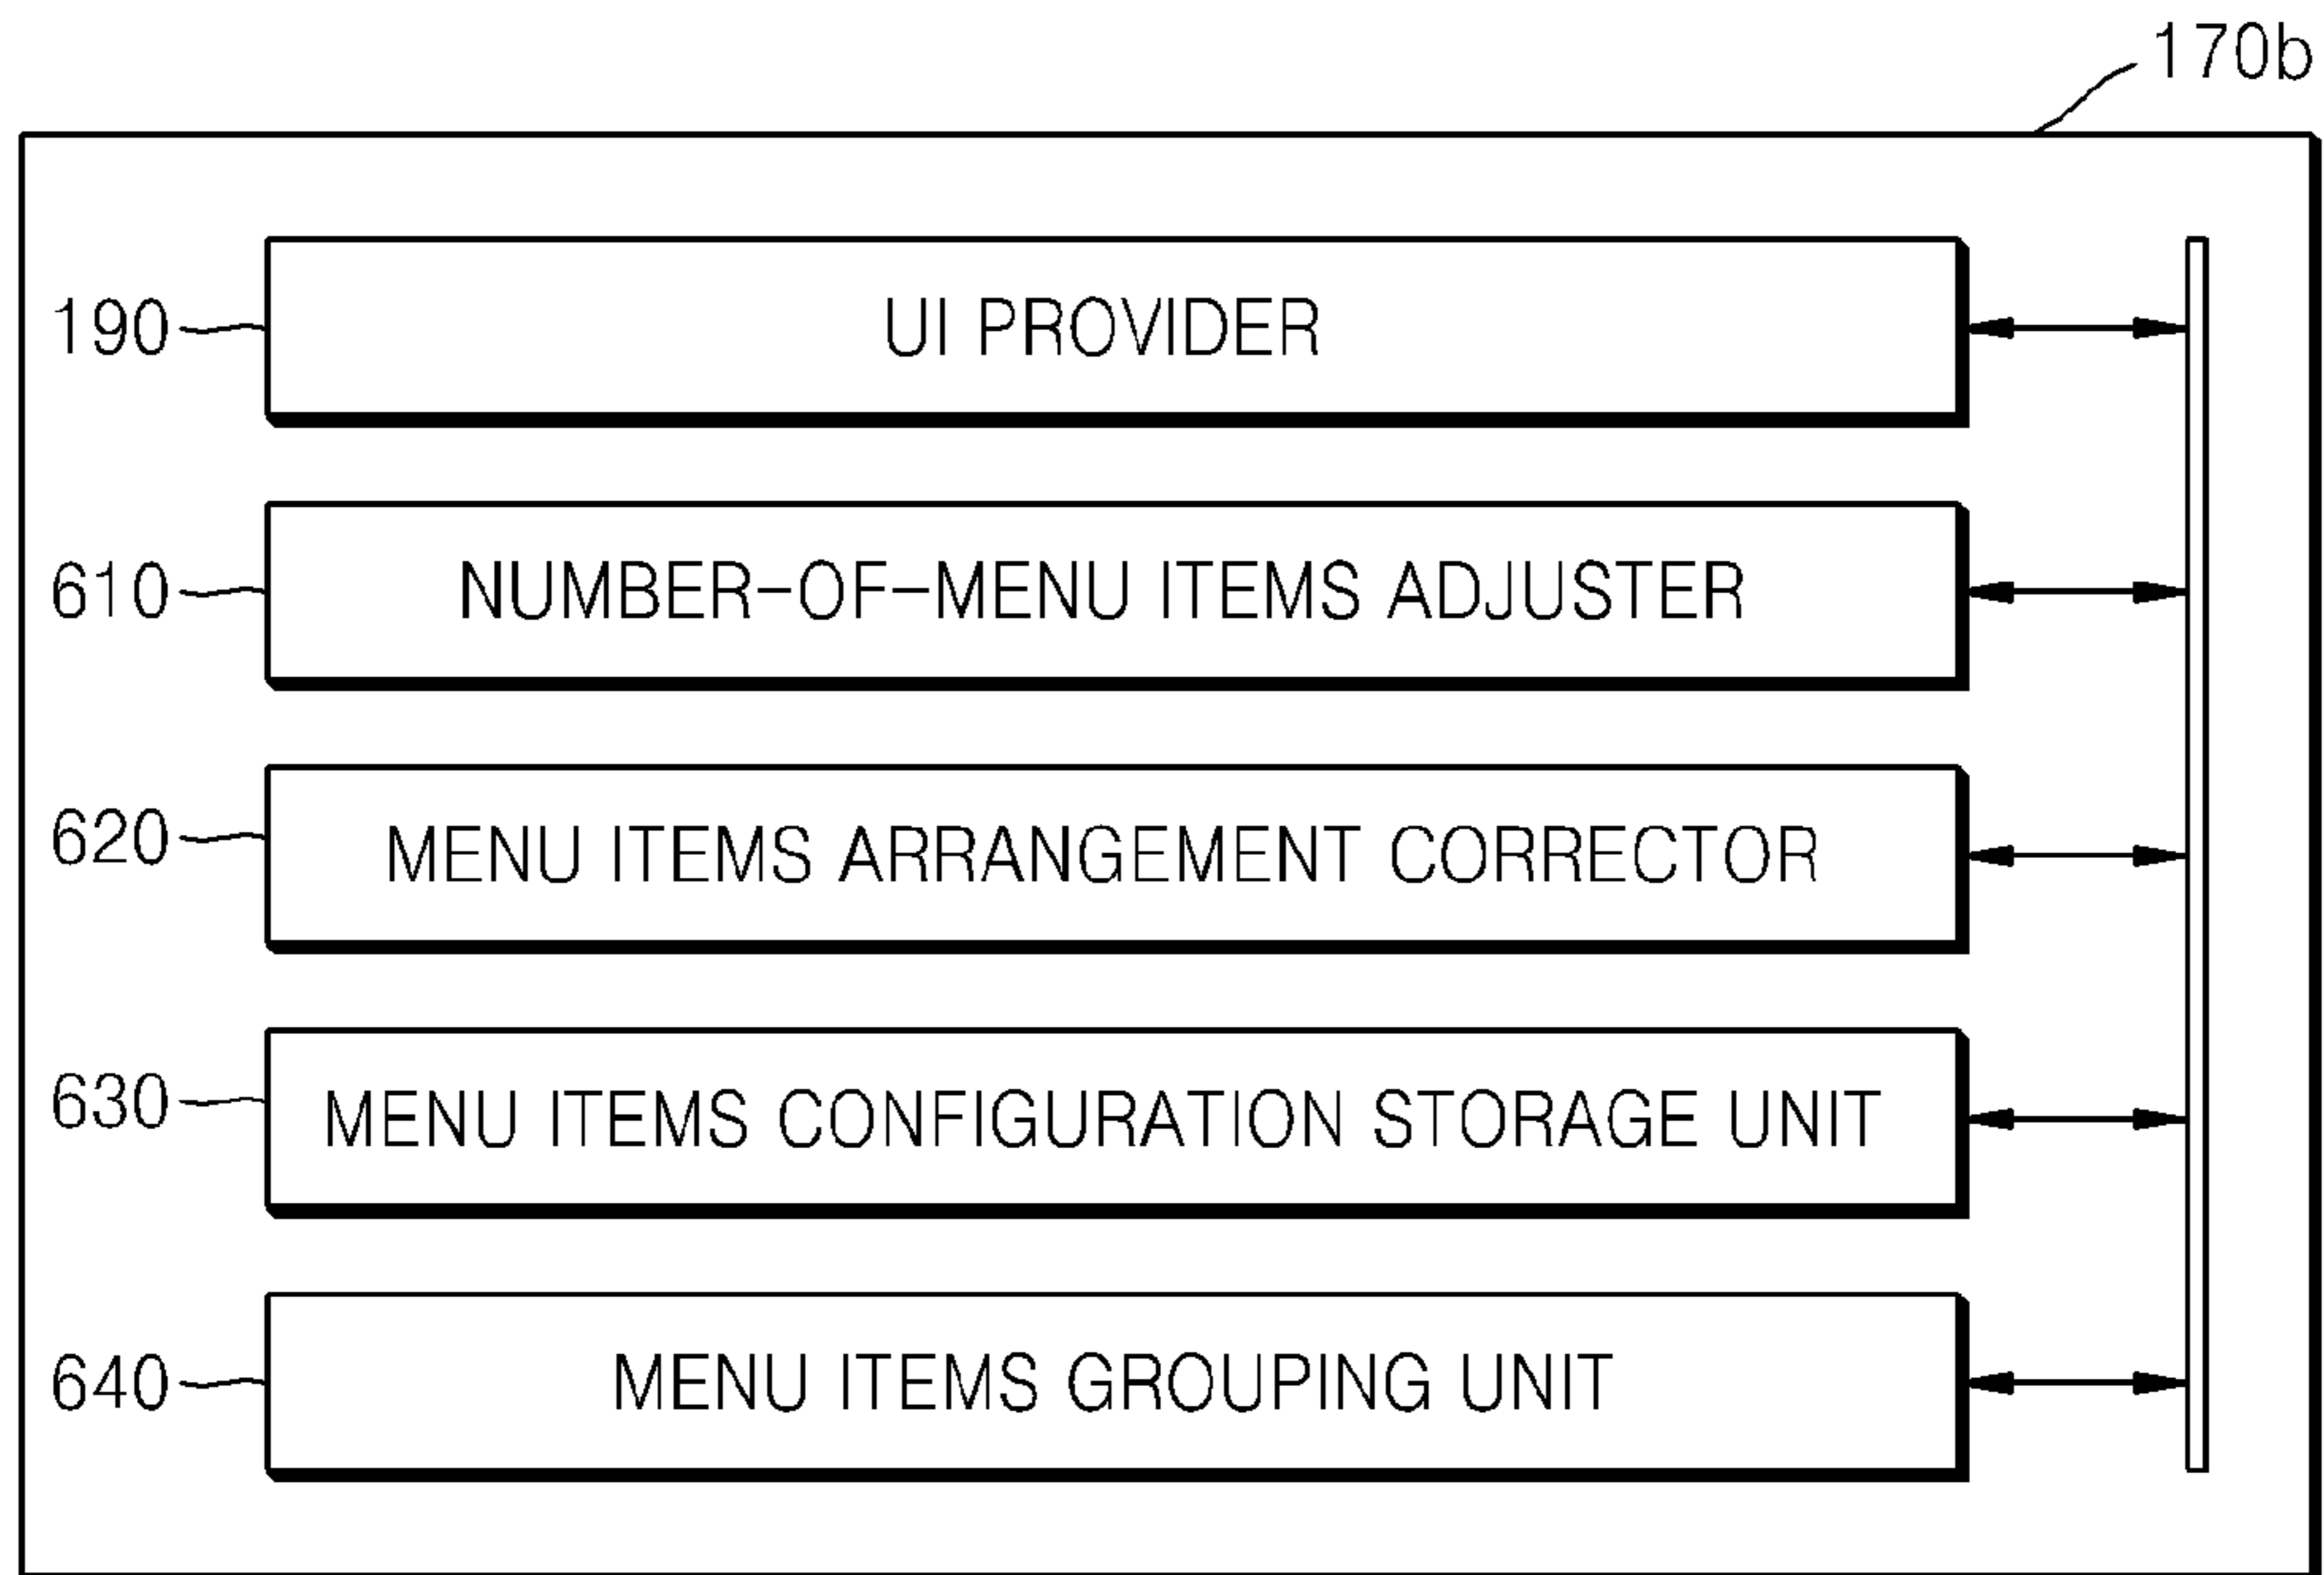 170b
190 UI PROVIDER
610 NUMBER-OF-MENU ITEMS ADJUSTER
620 MENU ITEMS ARRANGEMENT CORRECTOR
630 MENU ITEMS CONFIGURATION STORAGE UNIT
640 MENU ITEMS GROUPING UNIT